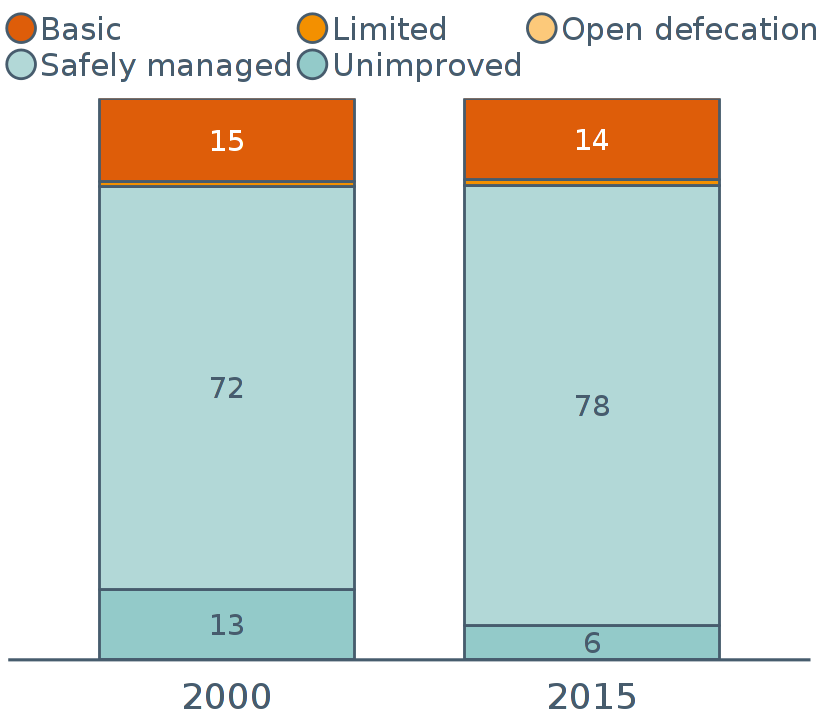 Basic Limited Open defecation
Safely managed Unimproved
15 14
72 78
13 6
2000 2015